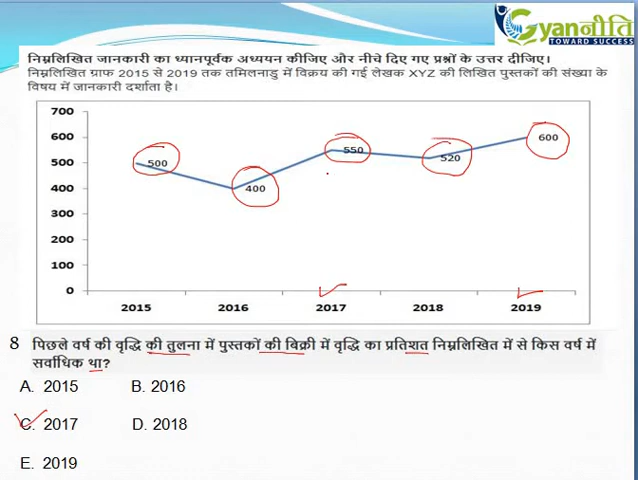 Gyanनीति
TOWARD SUCCESS
निम्नलिखित जानकारी का ध्यानपूर्वक अध्ययन कीजिए और नीचे दिए गए प्रश्नों के उत्तर दीजिए।
निम्नलिखित ग्राफ 2015 से 2019 तक तमिलनाडु में विक्रय की गई लेखक XYZ की लिखित पुस्तकों की संख्या के
विषय में जानकारी दर्शाता है।
700
600
500
400
300
200
100
0
500
400
550
520
600
2015 2016 2017 2018 2019
8 पिछले वर्ष की वृद्धि की तुलना में पुस्तकों की बिक्री में वृद्धि का प्रतिशत निम्नलिखित में से किस वर्ष में
सर्वाधिक था?
A. 2015 B. 2016
C. 2017 D. 2018
E. 2019